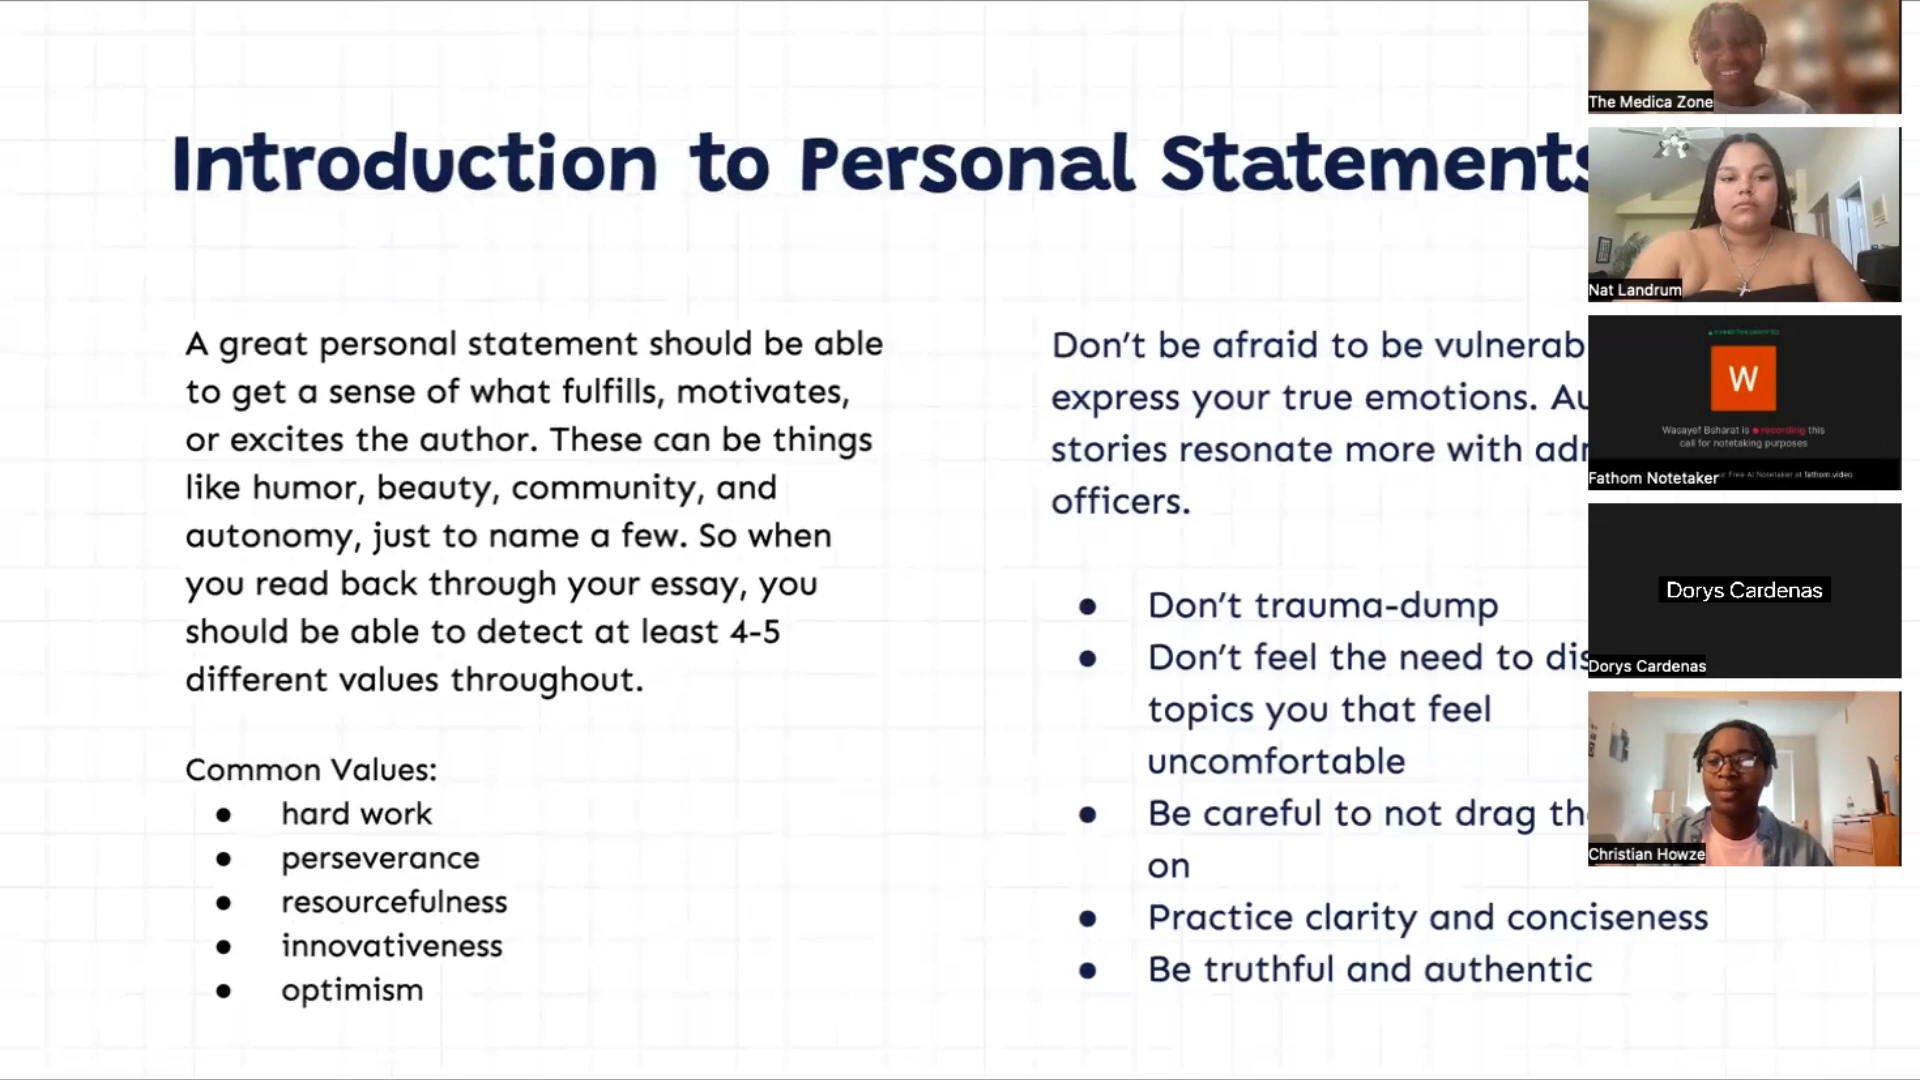 Introduction to Personal Statements
A great personal statement should be able
to get a sense of what fulfills, motivates,
or excites the author. These can be things
like humor, beauty, community, and
autonomy, just to name a few. So when
you read back through your essay, you
should be able to detect at least 4-5
different values throughout.
Common Values:
● hard work
● perseverance
● resourcefulness
● innovativeness
● optimism
Don't be afraid to be vulnerab
express your true emotions. Au
stories resonate more with adm
officers.
● Don't trauma-dump
● Don't feel the need to dis
topics you that feel
uncomfortable
● Be careful to not drag th
on
● Practice clarity and conciseness
● Be truthful and authentic
The Medica Zone
Nat Landrum
W
Wasayef Bsharat is recording this
call for notetaking purposes
Free AI Notetaker at fathom.video
Fathom Notetaker
Dorys Cardenas
Dorys Cardenas
Christian Howze